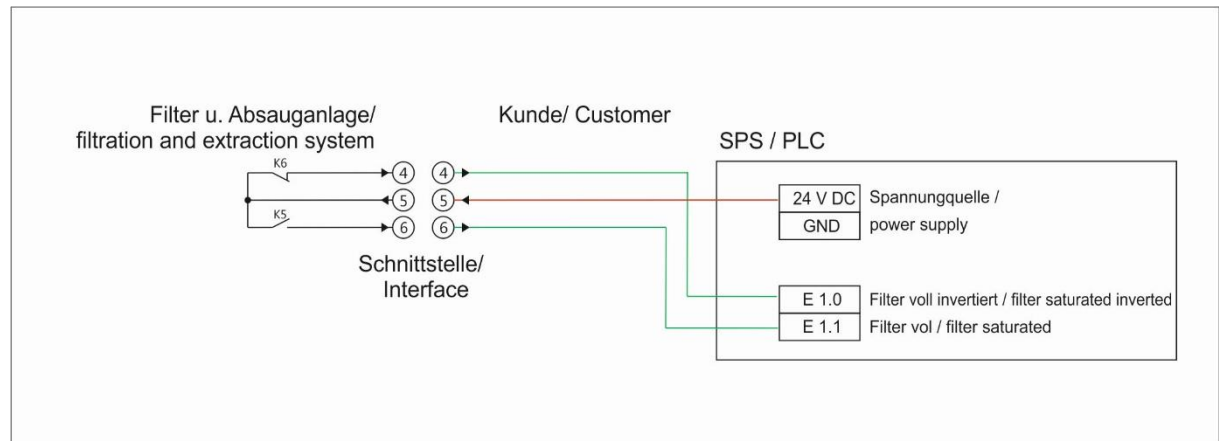 Filter u. Absauganlage/
filtration and extraction system
Kunde/ Customer
SPS / PLC
K6
4
4
5
5
K5
6
6
Schnittstelle/
Interface
24 V DC
GND
Spannungquelle /
power supply
E 1.0
Filter voll invertiert / filter saturated inverted
E 1.1
Filter vol / filter saturated